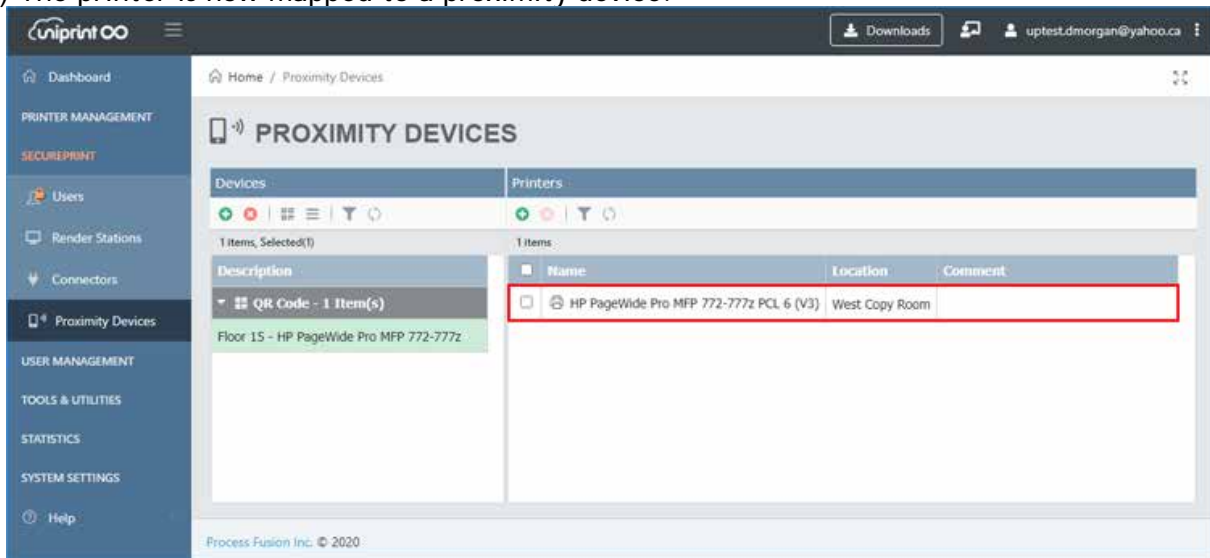 ) The printer is now mapped to a proximity device.
uniprint
Downloads
uptest.dmorgan@yahoo.ca
Dashboard
Home / Proximity Devices
PRINTER MANAGEMENT
PROXIMITY DEVICES
SECUREPRINT
Devices
Printers
Users
Render Stations
1 items, Selected(1)
1 items
Description
Name Location Comment
Connectors
QR Code - 1 Item(s)
HP PageWide Pro MFP 772-777z PCL 6 (V3) West Copy Room
Proximity Devices
Floor 15 - HP PageWide Pro MFP 772-777z
USER MANAGEMENT
TOOLS & UTILITIES
STATISTICS
SYSTEM SETTINGS
Help
Process Fusion Inc. © 2020